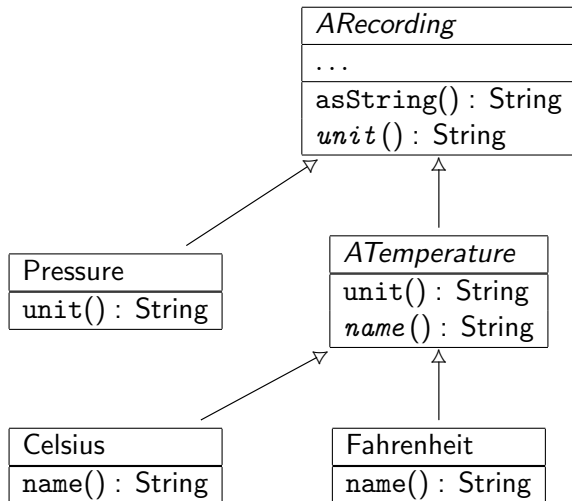 ARecording
...
asString() : String
unit() : String
Pressure
unit() : String
ATemperature
unit() : String
name() : String
Celsius
name() : String
Fahrenheit
name() : String